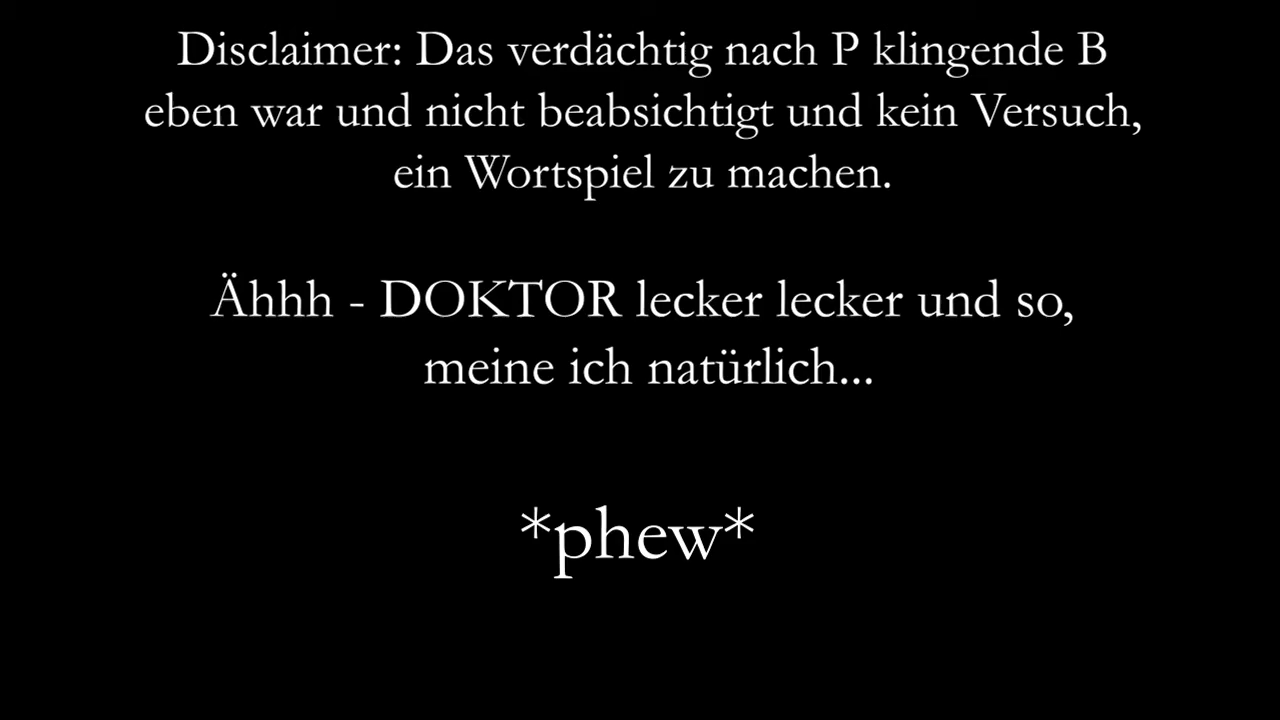 Disclaimer: Das verdächtig nach P klingende B
eben war und nicht beabsichtigt und kein Versuch,
ein Wortspiel zu machen.
Ähhh - DOKTOR lecker lecker und so,
meine ich natürlich...
*phew*